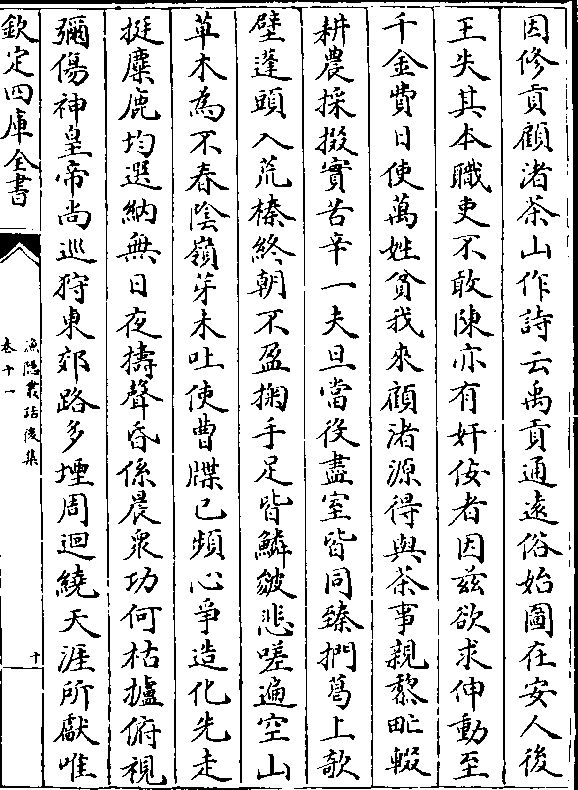 因修貢顧渚茶山作詩云禹貢通逺俗始圖在安人後
王失其本職吏不敢陳亦有奸佞者因兹欲求伸動至
千金費日使萬姓貧我來顧渚源得與茶事親黎甿輟
耕農採掇實苦辛一夫旦當役盡室皆同臻捫葛上欹
壁蓬頭入荒榛終朝不盈掬手足皆鱗皴悲嗟遍空山
草木為不春陰嶺芽未吐使曹牒已頻心爭造化先走
挺麋鹿均選納無日夜擣聲昏係晨衆功何枯攎俯視
彌傷神皇帝尚巡狩東郊路多堙周迴繞天涯所獻唯
欽定四庫全書
漁隠叢話後集
卷十一
十